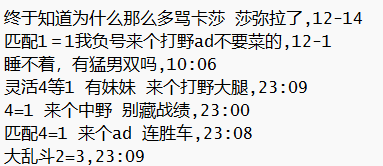 终于知道为什么那么多骂卡莎 莎弥拉了,12-14
匹配1＝1我负号来个打野ad不要菜的,12-1
睡不着，有猛男双吗,10:06
灵活4等1 有妹妹 来个打野大腿,23:09
4=1 来个中野 别藏战绩,23:00
匹配4=1 来个ad 连胜车,23:08
大乱斗2=3,23:09